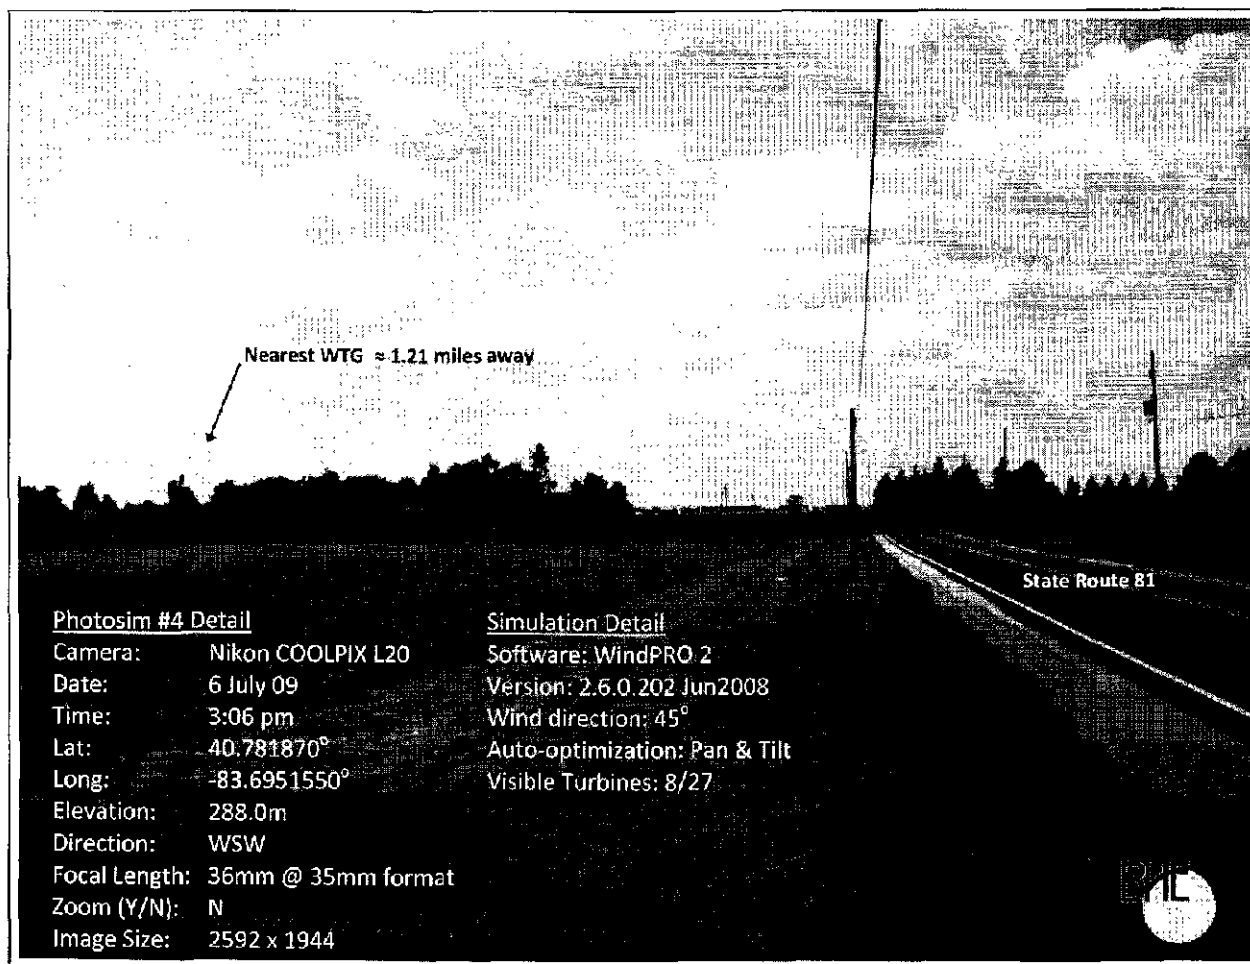 Nearest WTG ≈ 1.21 miles away
State Route 81
Photosim #4 Detail
Camera: Nikon COOLPIX L20
Date: 6 July 09
Time: 3:06 pm
Lat: 40.781870°
Long: -83.6951550°
Elevation: 288.0m
Direction: WSW
Focal Length: 36mm @ 35mm format
Zoom (Y/N): N
Image Size: 2592 x 1944
Simulation Detail
Software: WindPRO 2
Version: 2.6.0.202 Jun2008
Wind direction: 45°
Auto-optimization: Pan & Tilt
Visible Turbines: 8/27